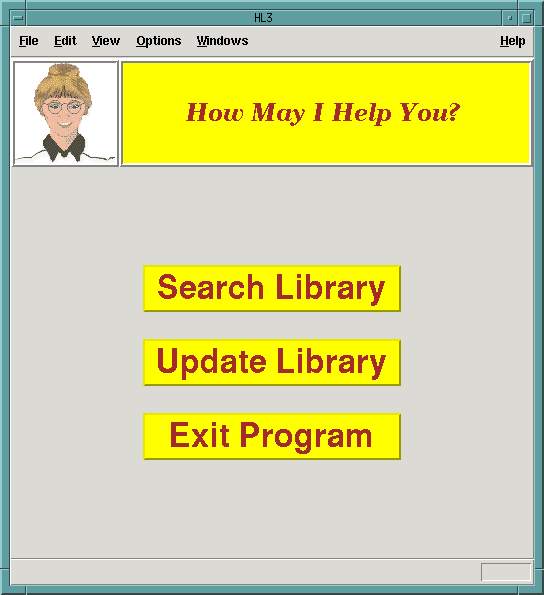 HL3
File Edit View Options Windows Help
How May I Help You?
Search Library
Update Library
Exit Program